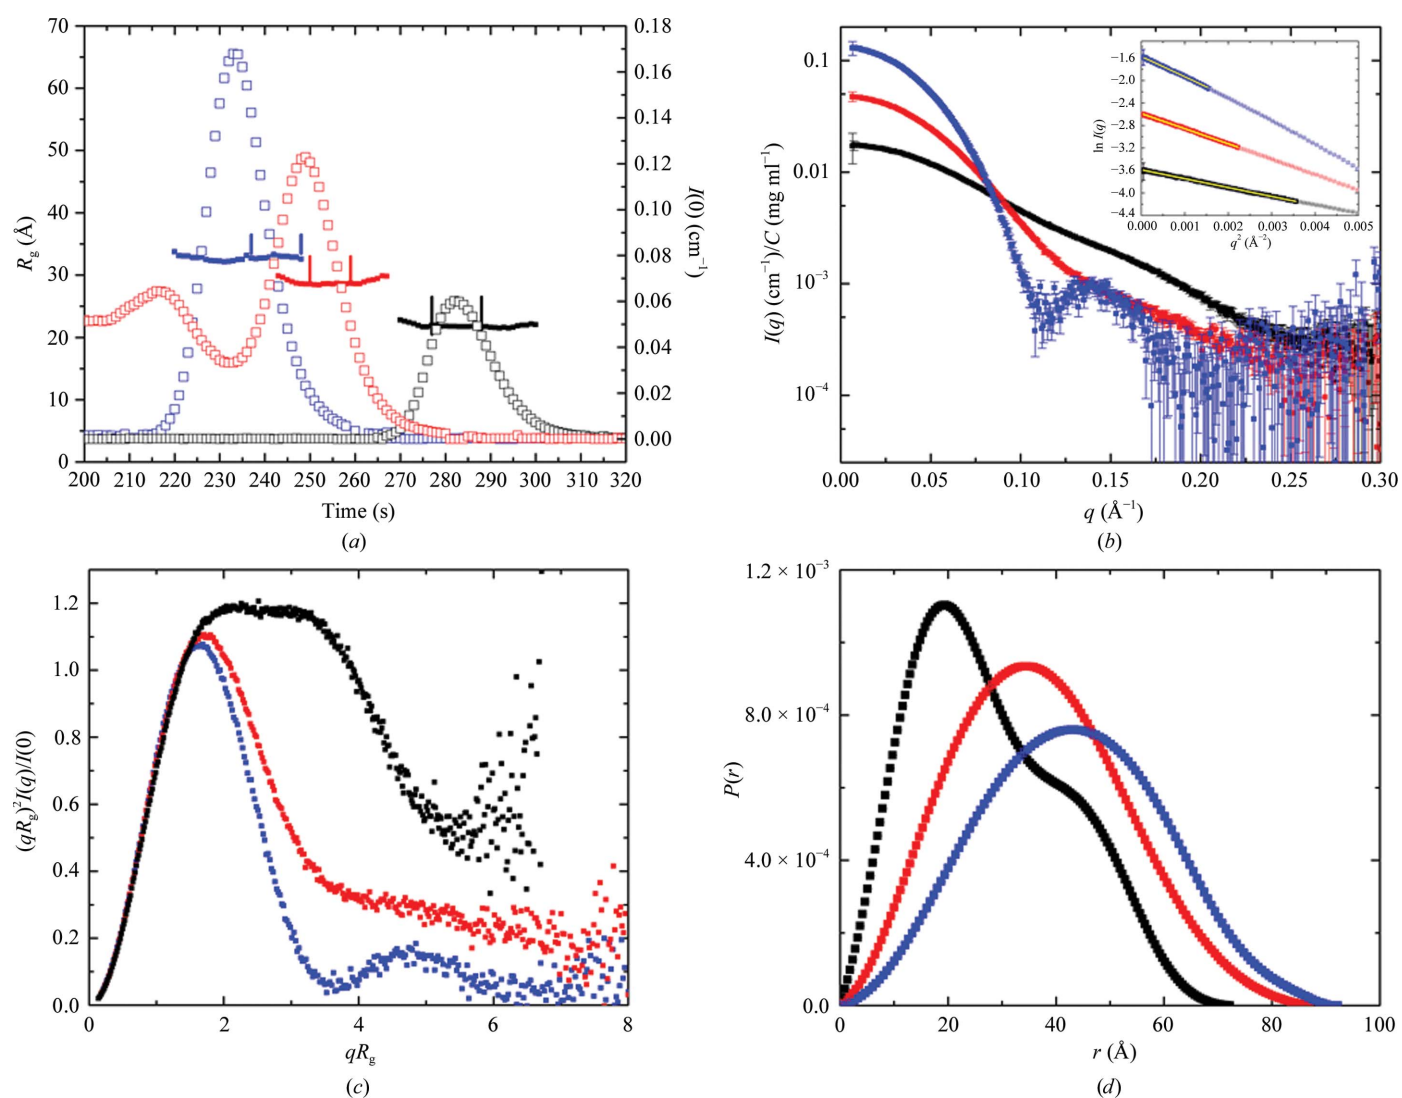 70
60
50
40
30
20
10
0
R_g (Å)
0.18
0.16
0.14
0.12
0.10
0.08
0.06
0.04
0.02
0.00
I(0) (cm⁻¹)
200 210 220 230 240 250 260 270 280 290 300 310 320
Time (s)
(a)
0.1
0.01
10⁻³
10⁻⁴
I(q) (cm⁻¹)/C (mg ml⁻¹)
−1.6
−2.0
−2.4
−2.8
−3.2
−3.6
−4.0
−4.4
ln I(q)
0.000 0.001 0.002 0.003 0.004 0.005
q² (Å⁻²)
0.00 0.05 0.10 0.15 0.20 0.25 0.30
q (Å⁻¹)
(b)
1.2
1.0
0.8
0.6
0.4
0.2
0.0
(qR_g)²I(q)/I(0)
0 2 4 6 8
qR_g
(c)
1.2 × 10⁻³
8.0 × 10⁻⁴
4.0 × 10⁻⁴
0.0
P(r)
0 20 40 60 80 100
r (Å)
(d)